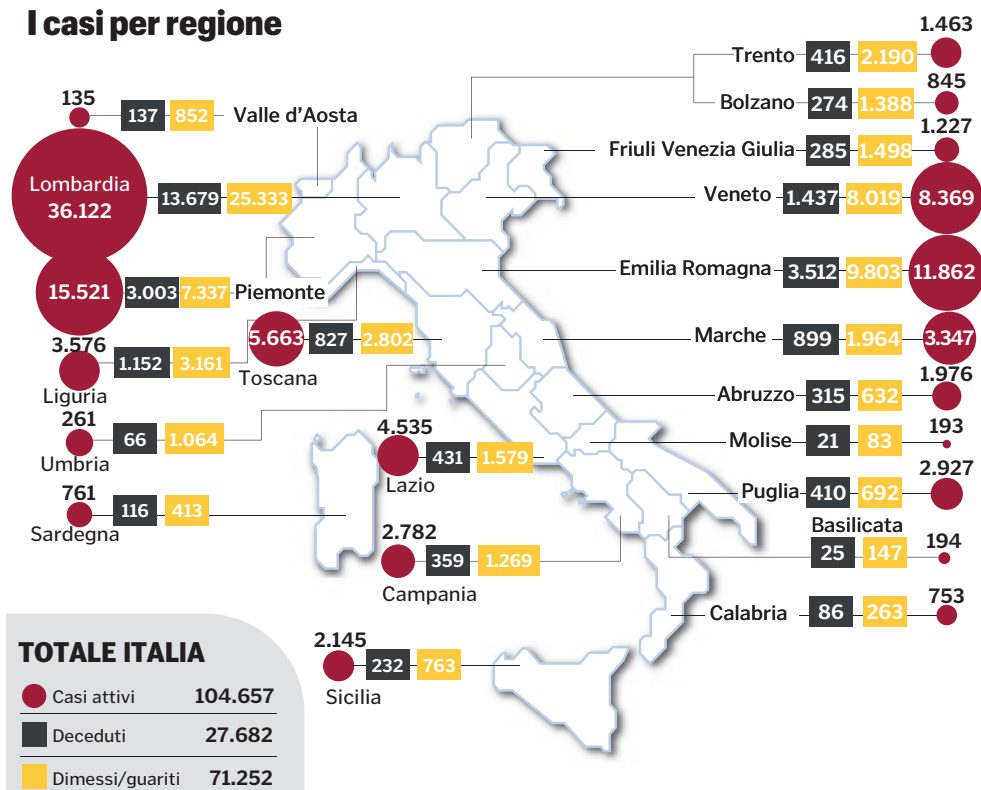 I casi per regione
135
137
852
Valle d'Aosta
Lombardia
36.122
13.679
25.333
15.521
3.003
7.337
Piemonte
5.663
827
2.802
Toscana
3.576
1.152
3.161
Liguria
261
66
1.064
Umbria
761
116
413
Sardegna
4.535
431
1.579
Lazio
2.782
359
1.269
Campania
2.145
232
763
Sicilia
1.463
Trento
416
2.190
845
Bolzano
274
1.388
1.227
Friuli Venezia Giulia
285
1.498
Veneto
1.437
8.019
8.369
Emilia Romagna
3.512
9.803
11.862
Marche
899
1.964
3.347
1.976
Abruzzo
315
632
193
Molise
21
83
2.927
Puglia
410
692
Basilicata
25
147
194
753
Calabria
86
263
TOTALE ITALIA
Casi attivi 104.657
Deceduti 27.682
Dimessi/guariti 71.252